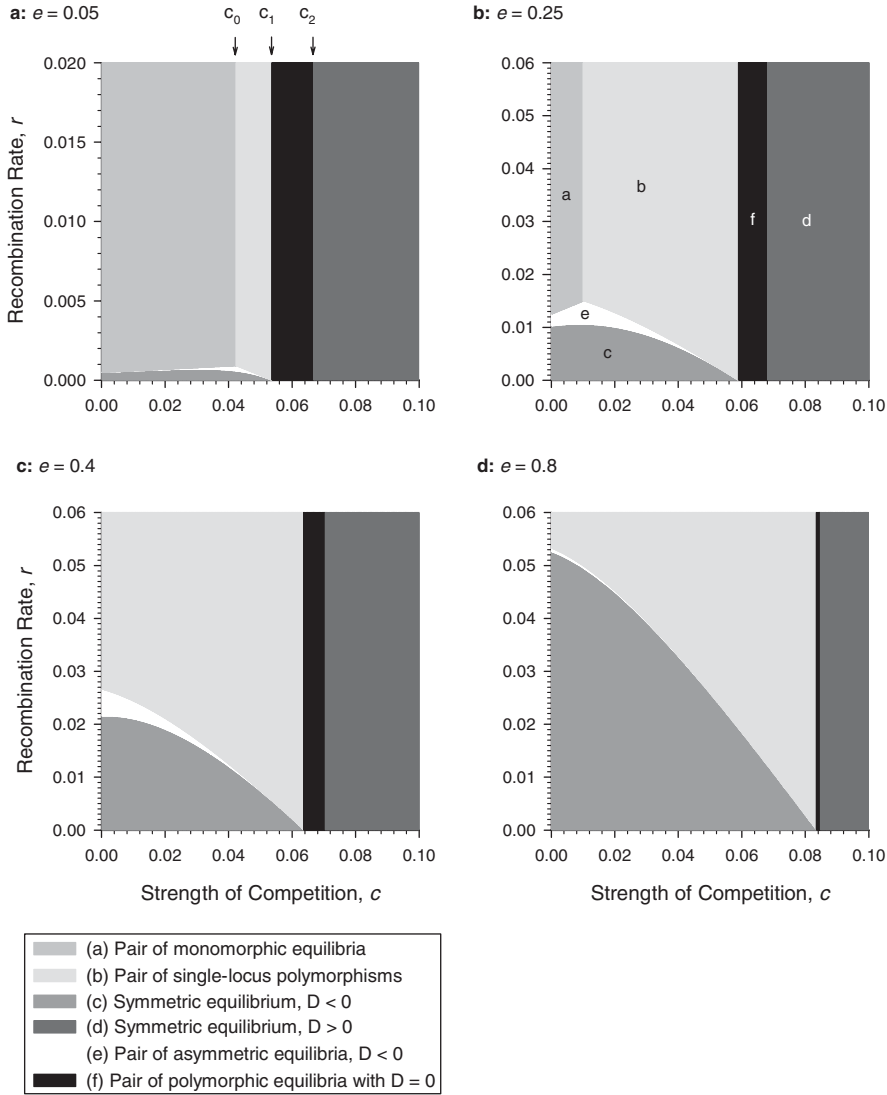 a: e = 0.05
c0 c1 c2
b: e = 0.25
Recombination Rate, r
0.020
0.015
0.010
0.005
0.000
0.00 0.02 0.04 0.06 0.08 0.10
0.06
0.05
0.04
0.03
0.02
0.01
0.00
a
b
f
d
e
c
0.00 0.02 0.04 0.06 0.08 0.10
c: e = 0.4
d: e = 0.8
Recombination Rate, r
0.06
0.05
0.04
0.03
0.02
0.01
0.00
0.00 0.02 0.04 0.06 0.08 0.10
Strength of Competition, c
0.06
0.05
0.04
0.03
0.02
0.01
0.00
0.00 0.02 0.04 0.06 0.08 0.10
Strength of Competition, c
(a) Pair of monomorphic equilibria
(b) Pair of single-locus polymorphisms
(c) Symmetric equilibrium, D < 0
(d) Symmetric equilibrium, D > 0
(e) Pair of asymmetric equilibria, D < 0
(f) Pair of polymorphic equilibria with D = 0